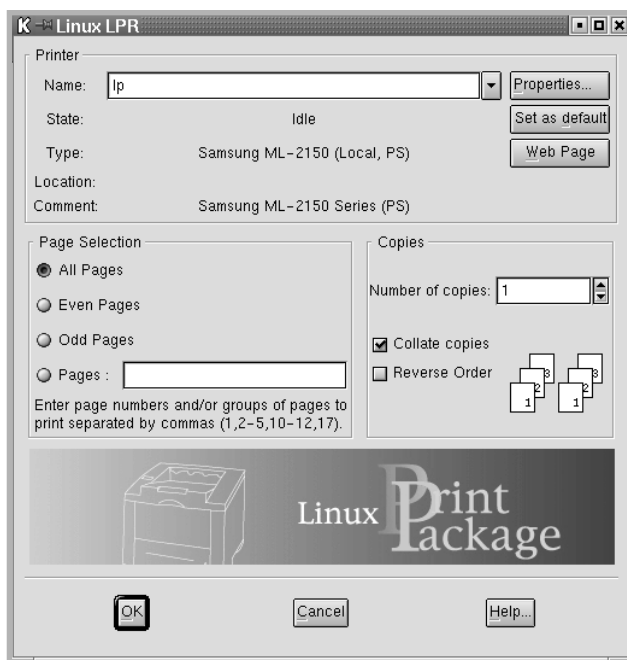 Linux LPR
Printer
Name: lp Properties...
State: Idle Set as default
Type: Samsung ML-2150 (Local, PS) Web Page
Location:
Comment: Samsung ML-2150 Series (PS)
Page Selection
All Pages
Even Pages
Odd Pages
Pages :
Enter page numbers and/or groups of pages to
print separated by commas (1,2-5,10-12,17).
Copies
Number of copies: 1
Collate copies
Reverse Order
3 3
2 2
1 1
Linux Print
Package
OK Cancel Help...